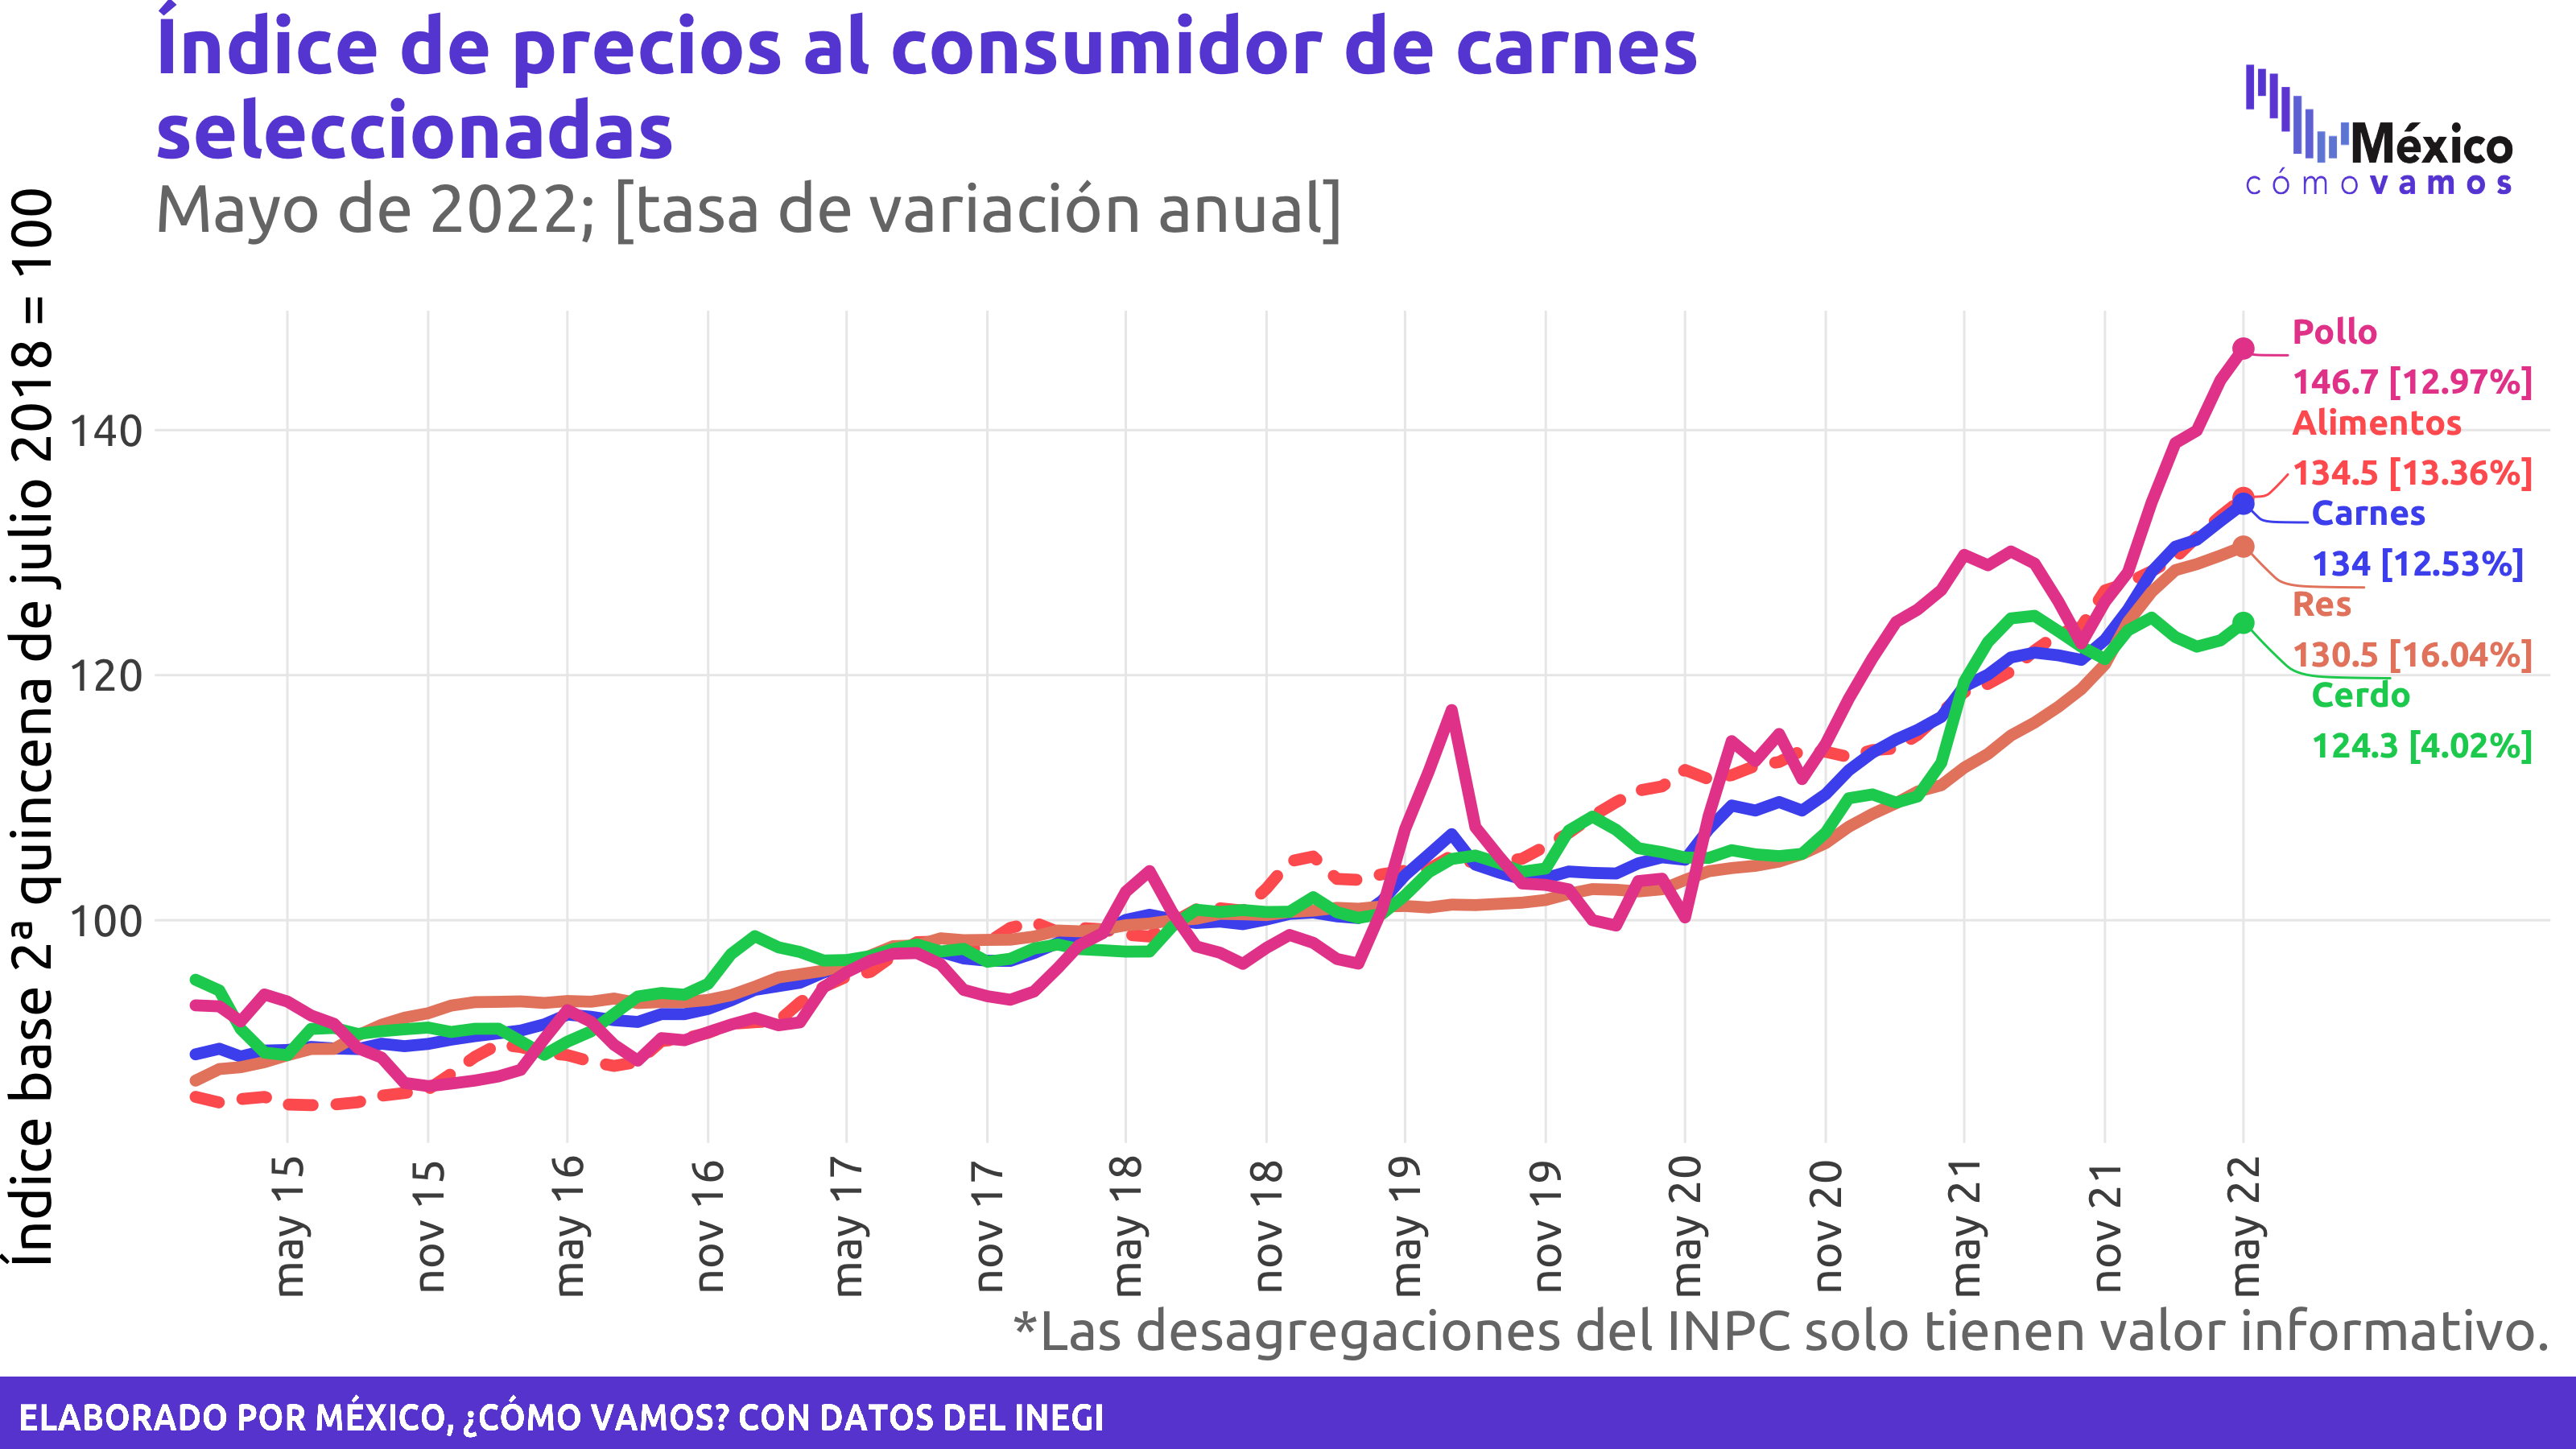 Índice de precios al consumidor de carnes
seleccionadas
Mayo de 2022; [tasa de variación anual]
México
cómo vamos
Índice base 2ª quincena de julio 2018 = 100
140
120
100
Pollo
146.7 [12.97%]
Alimentos
134.5 [13.36%]
Carnes
134 [12.53%]
Res
130.5 [16.04%]
Cerdo
124.3 [4.02%]
may 15
nov 15
may 16
nov 16
may 17
nov 17
may 18
nov 18
may 19
nov 19
may 20
nov 20
may 21
nov 21
may 22
*Las desagregaciones del INPC solo tienen valor informativo.
ELABORADO POR MÉXICO, ¿CÓMO VAMOS? CON DATOS DEL INEGI